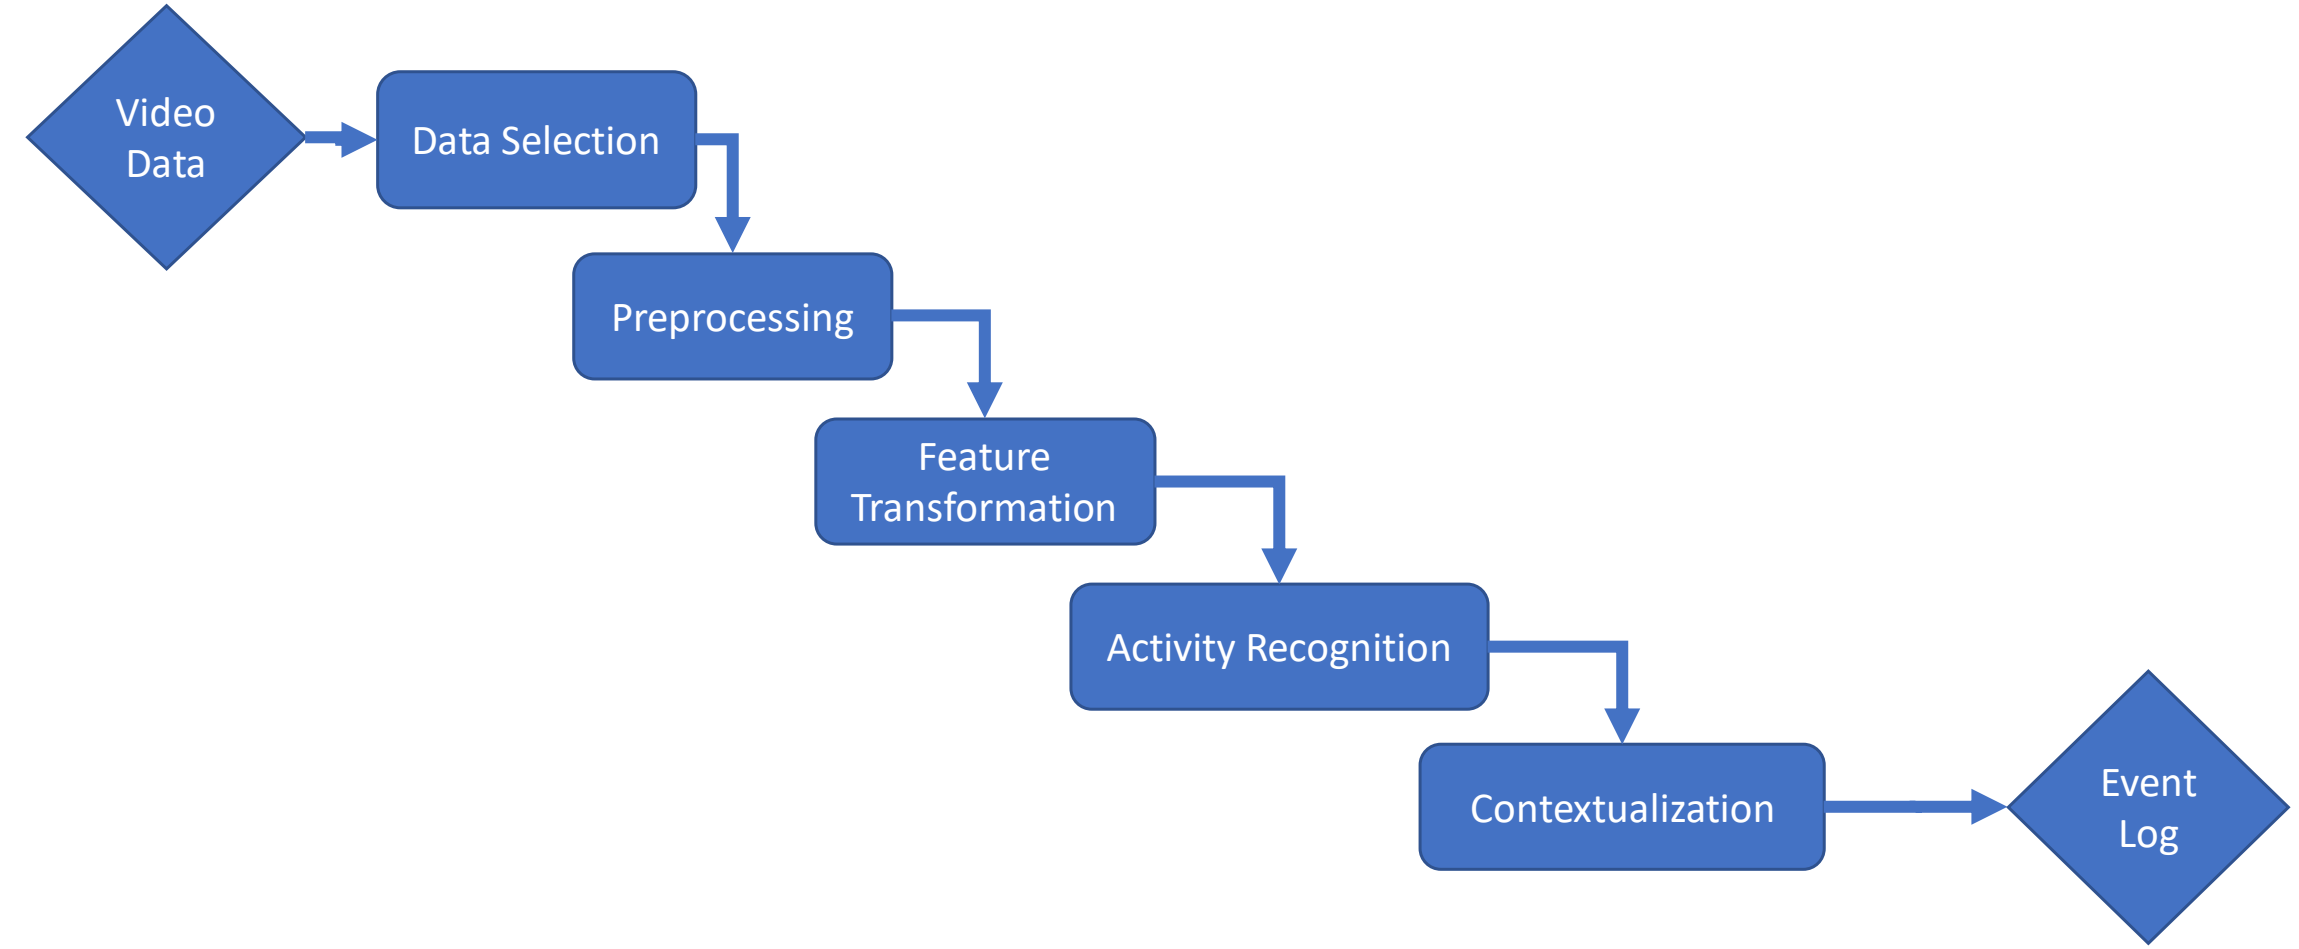 Video
Data
Data Selection
Preprocessing
Feature
Transformation
Activity Recognition
Contextualization
Event
Log